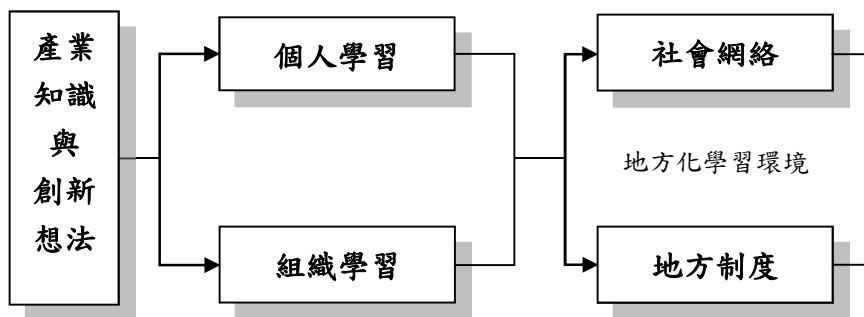 產業
知識
與
創新
想法
個人學習
組織學習
社會網絡
地方化學習環境
地方制度